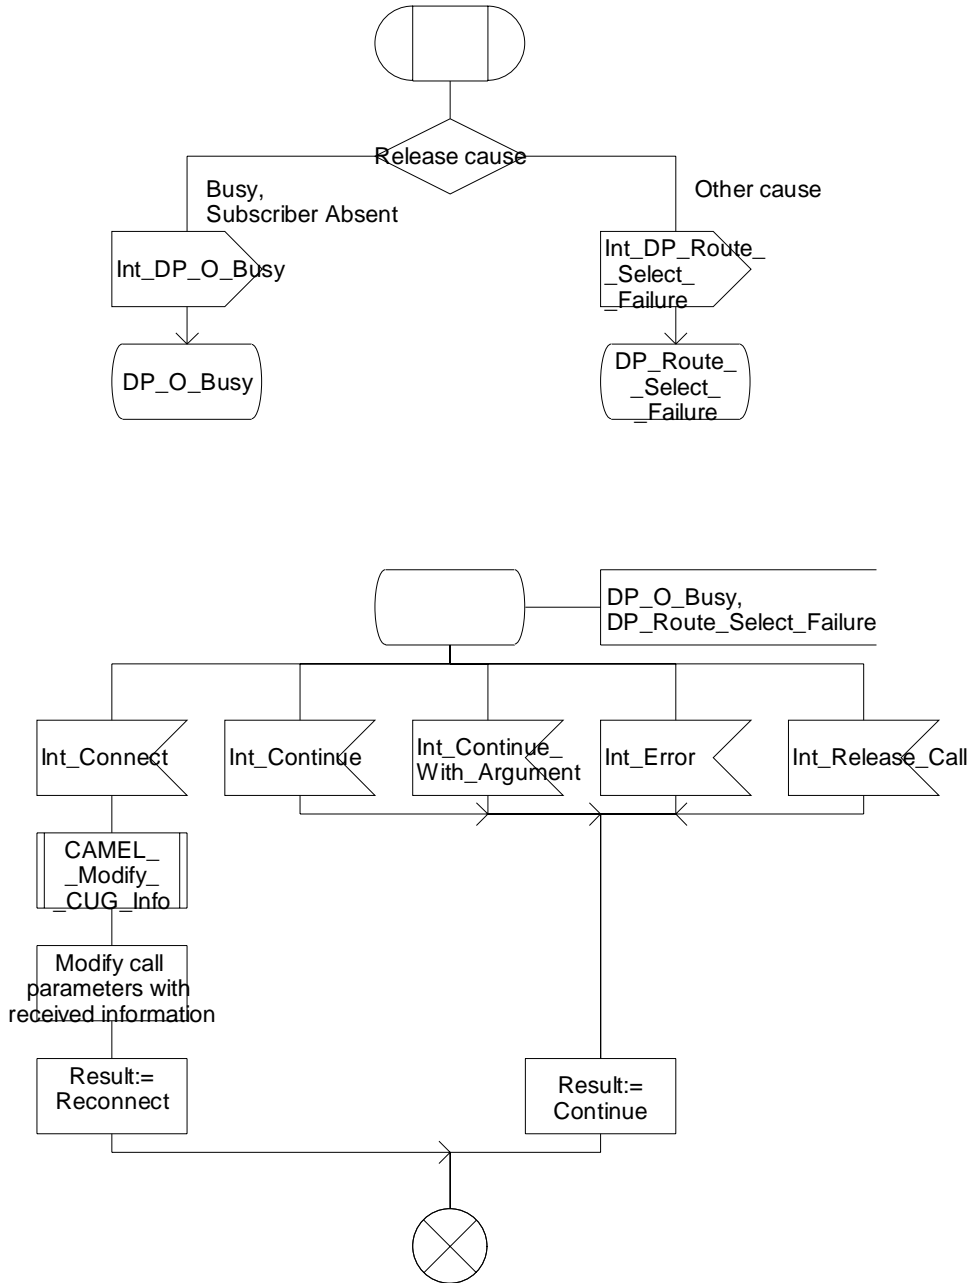 Release cause
Busy,
Subscriber Absent
Other cause
Int_DP_O_Busy
Int_DP_Route_
_Select_
_Failure
DP_O_Busy
DP_Route_
_Select_
_Failure
DP_O_Busy,
DP_Route_Select_Failure
Int_Connect
Int_Continue
Int_Continue_
With_Argument
Int_Error
Int_Release_Call
CAMEL_
_Modify_
_CUG_Info
Modify call
parameters with
received information
Result:=
Reconnect
Result:=
Continue